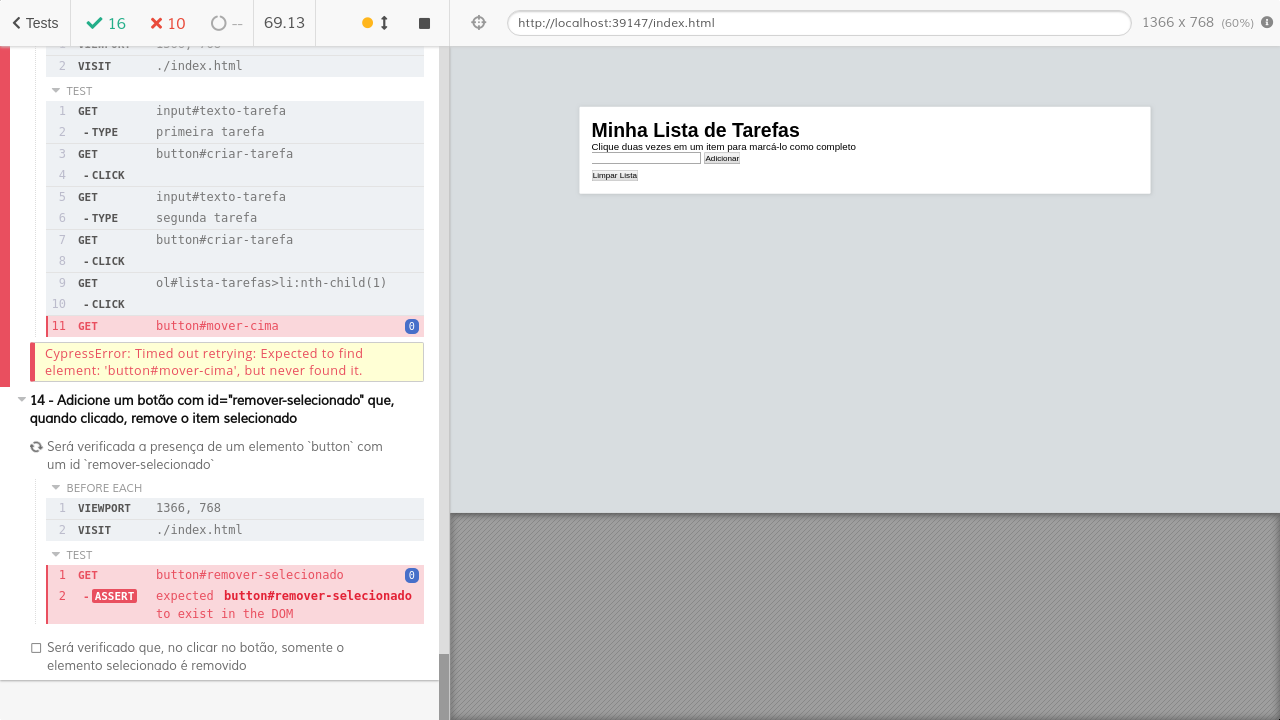 Tests 16 10 -- 69.13
http://localhost:39147/index.html 1366 x 768 (60%)
1 VIEWPORT 1366, 768
2 VISIT ./index.html
TEST
1 GET input#texto-tarefa
2 - TYPE primeira tarefa
3 GET button#criar-tarefa
4 - CLICK
5 GET input#texto-tarefa
6 - TYPE segunda tarefa
7 GET button#criar-tarefa
8 - CLICK
9 GET ol#lista-tarefas>li:nth-child(1)
10 - CLICK
11 GET button#mover-cima 0
CypressError: Timed out retrying: Expected to find
element: 'button#mover-cima', but never found it.
14 - Adicione um botão com id="remover-selecionado" que,
quando clicado, remove o item selecionado
Será verificada a presença de um elemento `button` com
um id `remover-selecionado`
BEFORE EACH
1 VIEWPORT 1366, 768
2 VISIT ./index.html
TEST
1 GET button#remover-selecionado 0
2 - ASSERT expected button#remover-selecionado
to exist in the DOM
Será verificado que, no clicar no botão, somente o
elemento selecionado é removido
Minha Lista de Tarefas
Clique duas vezes em um item para marcá-lo como completo
Adicionar
Limpar Lista